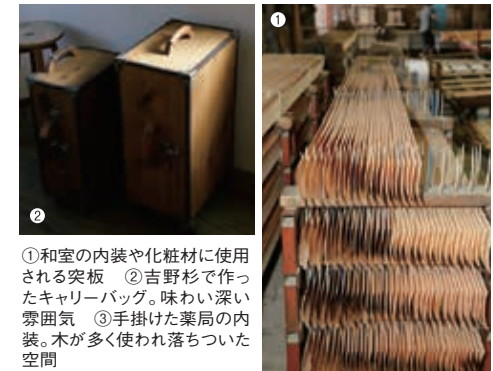 ①
②
①和室の内装や化粧材に使用
される突板　②吉野杉で作っ
たキャリーバッグ。味わい深い
雰囲気　③手掛けた薬局の内
装。木が多く使われ落ちついた
空間